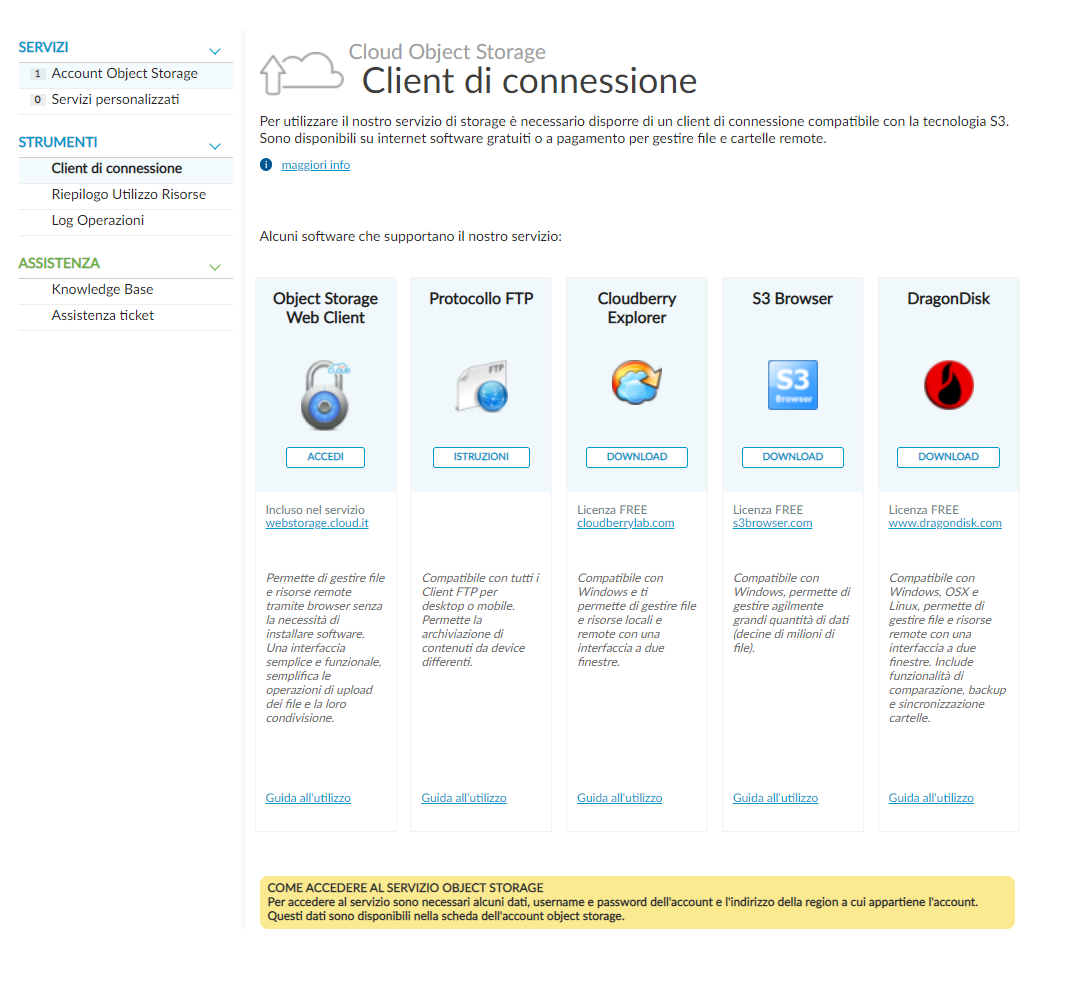 SERVIZI
1 Account Object Storage
0 Servizi personalizzati
STRUMENTI
Client di connessione
Riepilogo Utilizzo Risorse
Log Operazioni
ASSISTENZA
Knowledge Base
Assistenza ticket
Cloud Object Storage
Client di connessione
Per utilizzare il nostro servizio di storage è necessario disporre di un client di connessione compatibile con la tecnologia S3.
Sono disponibili su internet software gratuiti o a pagamento per gestire file e cartelle remote.
i maggiori info
Alcuni software che supportano il nostro servizio:
Object Storage
Web Client
CLOUD
ACCEDI
Incluso nel servizio
webstorage.cloud.it
Permette di gestire file
e risorse remote
tramite browser senza
la necessità di
installare software.
Una interfaccia
semplice e funzionale,
semplifica le
operazioni di upload
dei file e la loro
condivisione.
Guida all'utilizzo
Protocollo FTP
FTP
ISTRUZIONI
Compatibile con tutti i
Client FTP per
desktop o mobile.
Permette la
archiviazione di
contenuti da device
differenti.
Guida all'utilizzo
Cloudberry
Explorer
DOWNLOAD
Licenza FREE
cloudberrylab.com
Compatibile con
Windows e ti
permette di gestire file
e risorse locali e
remote con una
interfaccia a due
finestre.
Guida all'utilizzo
S3 Browser
S3
Browser
DOWNLOAD
Licenza FREE
s3browser.com
Compatibile con
Windows, permette di
gestire agilmente
grandi quantità di dati
(decine di milioni di
file).
Guida all'utilizzo
DragonDisk
DOWNLOAD
Licenza FREE
www.dragondisk.com
Compatibile con
Windows, OSX e
Linux, permette di
gestire file e risorse
remote con una
interfaccia a due
finestre. Include
funzionalità di
comparazione, backup
e sincronizzazione
cartelle.
Guida all'utilizzo
COME ACCEDERE AL SERVIZIO OBJECT STORAGE
Per accedere al servizio sono necessari alcuni dati, username e password dell'account e l'indirizzo della region a cui appartiene l'account.
Questi dati sono disponibili nella scheda dell'account object storage.